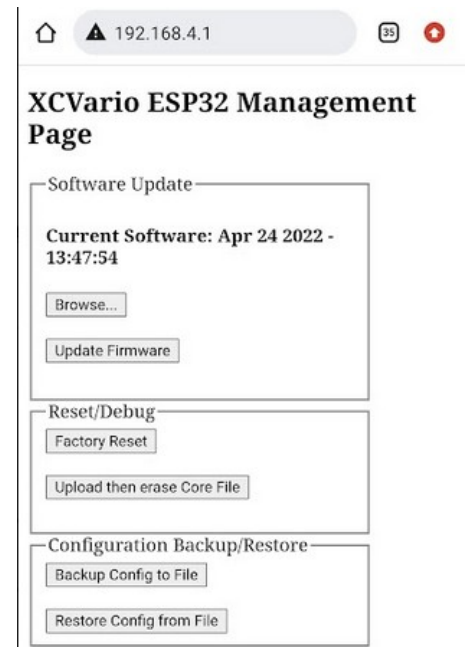 192.168.4.1
35
XCVario ESP32 Management
Page
Software Update
Current Software: Apr 24 2022 -
13:47:54
Browse...
Update Firmware
Reset/Debug
Factory Reset
Upload then erase Core File
Configuration Backup/Restore
Backup Config to File
Restore Config from File